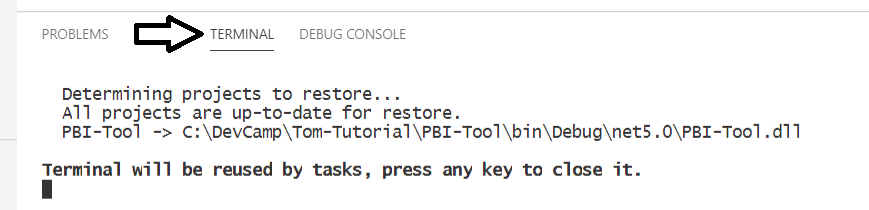 PROBLEMS TERMINAL DEBUG CONSOLE
Determining projects to restore...
All projects are up-to-date for restore.
PBI-Tool -> C:\DevCamp\Tom-Tutorial\PBI-Tool\bin\Debug\net5.0\PBI-Tool.dll
Terminal will be reused by tasks, press any key to close it.